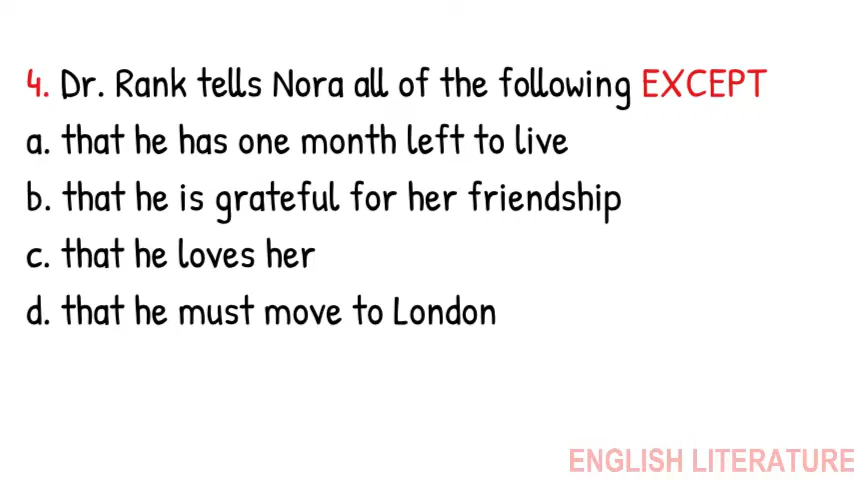 4. Dr. Rank tells Nora all of the following EXCEPT
a. that he has one month left to live
b. that he is grateful for her friendship
c. that he loves her
d. that he must move to London
ENGLISH LITERATURE